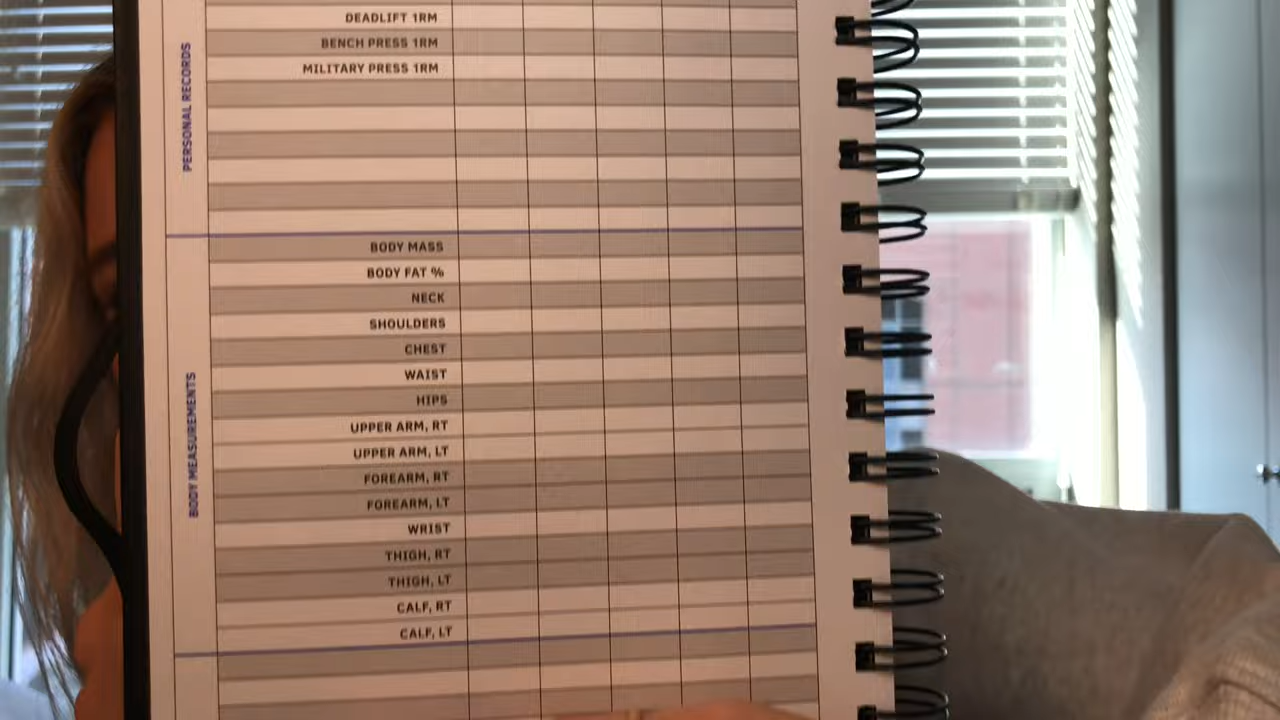 PERSONAL RECORDS
DEADLIFT 1RM
BENCH PRESS 1RM
MILITARY PRESS 1RM
BODY MEASUREMENTS
BODY MASS
BODY FAT %
NECK
SHOULDERS
CHEST
WAIST
HIPS
UPPER ARM, RT
UPPER ARM, LT
FOREARM, RT
FOREARM, LT
WRIST
THIGH, RT
THIGH, LT
CALF, RT
CALF, LT